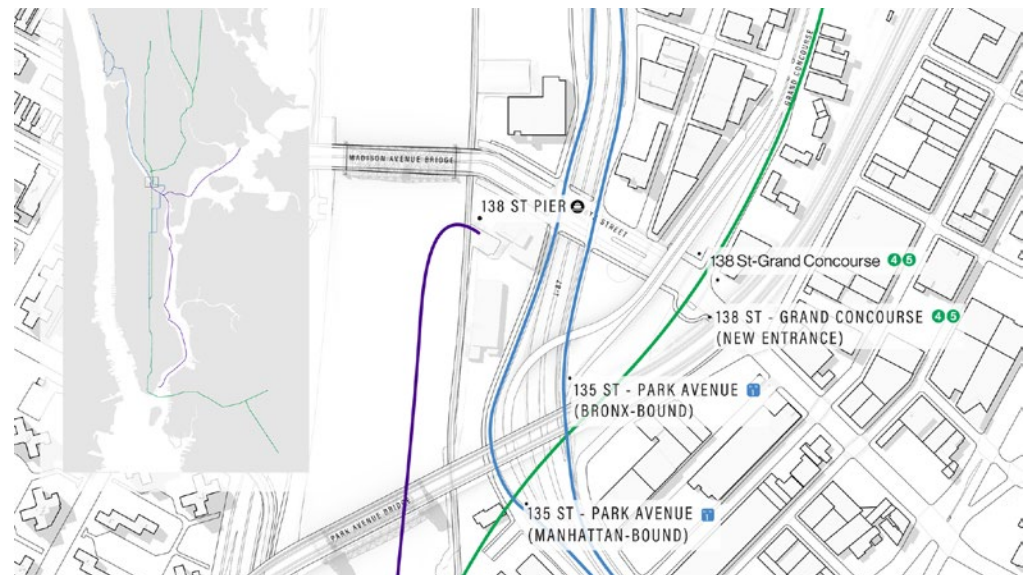 GRAND CONCOURSE
MADISON AVENUE BRIDGE
138 ST PIER
STREET
138 St-Grand Concourse 4 5
I-87
138 ST - GRAND CONCOURSE 4 5
(NEW ENTRANCE)
135 ST - PARK AVENUE
(BRONX-BOUND)
135 ST - PARK AVENUE
(MANHATTAN-BOUND)
PARK AVENUE BRIDGE